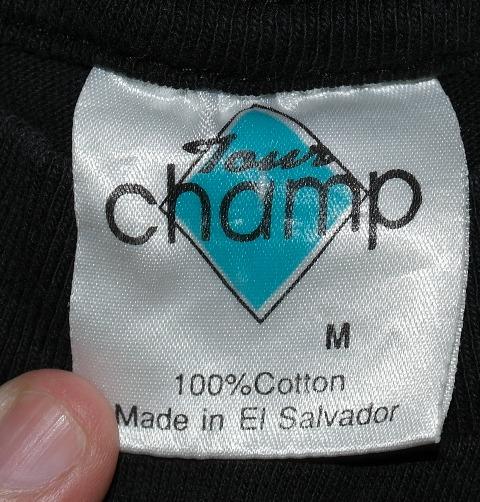 Tour
champ
M
100%Cotton
Made in El Salvador